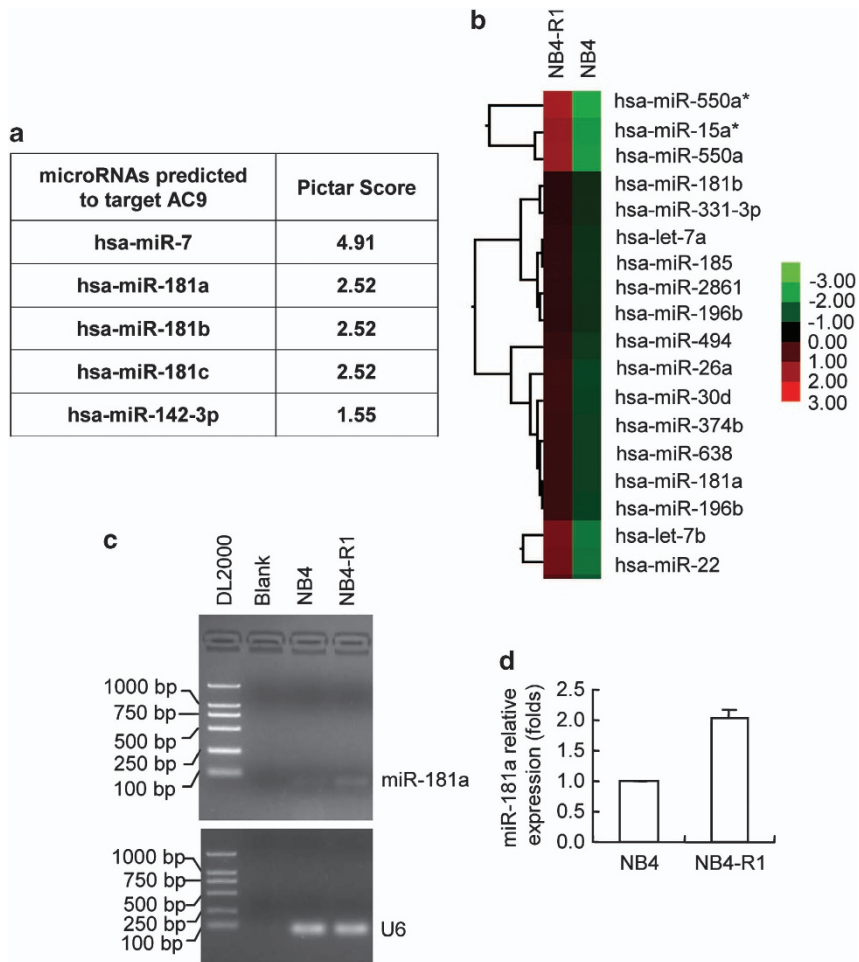 a
microRNAs predicted
to target AC9
Pictar Score
hsa-miR-7
4.91
hsa-miR-181a
2.52
hsa-miR-181b
2.52
hsa-miR-181c
2.52
hsa-miR-142-3p
1.55
b
NB4-R1
NB4
hsa-miR-550a*
hsa-miR-15a*
hsa-miR-550a
hsa-miR-181b
hsa-miR-331-3p
hsa-let-7a
hsa-miR-185
hsa-miR-2861
hsa-miR-196b
hsa-miR-494
hsa-miR-26a
hsa-miR-30d
hsa-miR-374b
hsa-miR-638
hsa-miR-181a
hsa-miR-196b
hsa-let-7b
hsa-miR-22
-3.00
-2.00
-1.00
0.00
1.00
2.00
3.00
c
DL2000
Blank
NB4
NB4-R1
1000 bp
750 bp
500 bp
250 bp
100 bp
miR-181a
1000 bp
750 bp
500 bp
250 bp
100 bp
U6
d
miR-181a relative
expression (folds)
2.5
2.0
1.5
1.0
0.5
0.0
NB4
NB4-R1